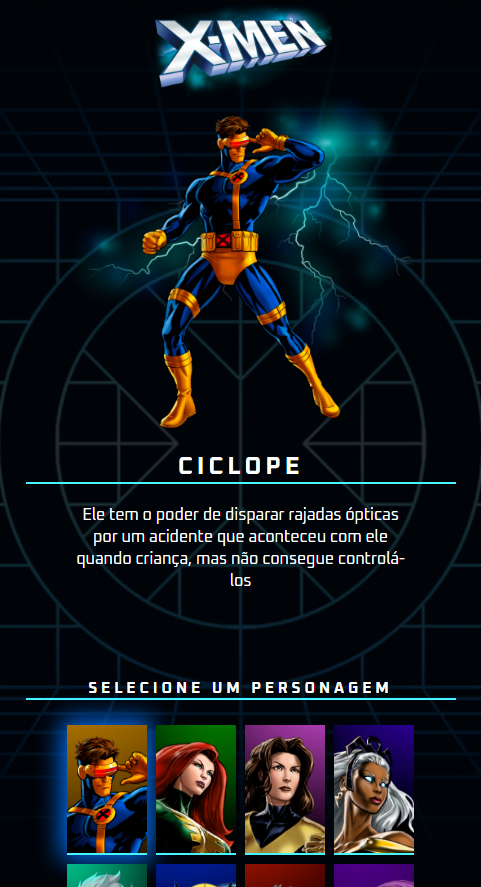 X-MEN
CICLOPE
Ele tem o poder de disparar rajadas ópticas
por um acidente que aconteceu com ele
quando criança, mas não consegue controlá-
los
SELECIONE UM PERSONAGEM